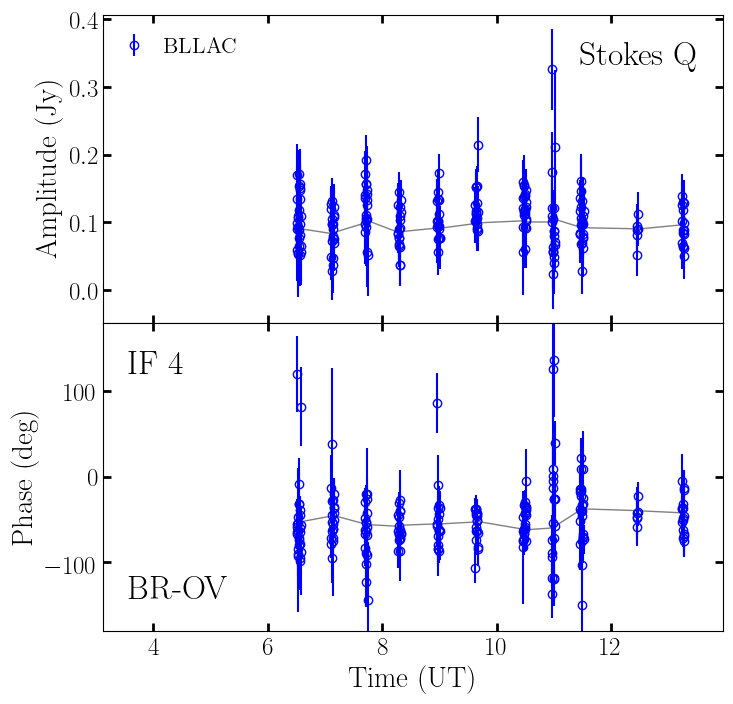 0.4
0.3
0.2
0.1
0.0
Amplitude (Jy)
BLLAC
Stokes Q
100
0
−100
Phase (deg)
IF 4
BR-OV
4 6 8 10 12
Time (UT)